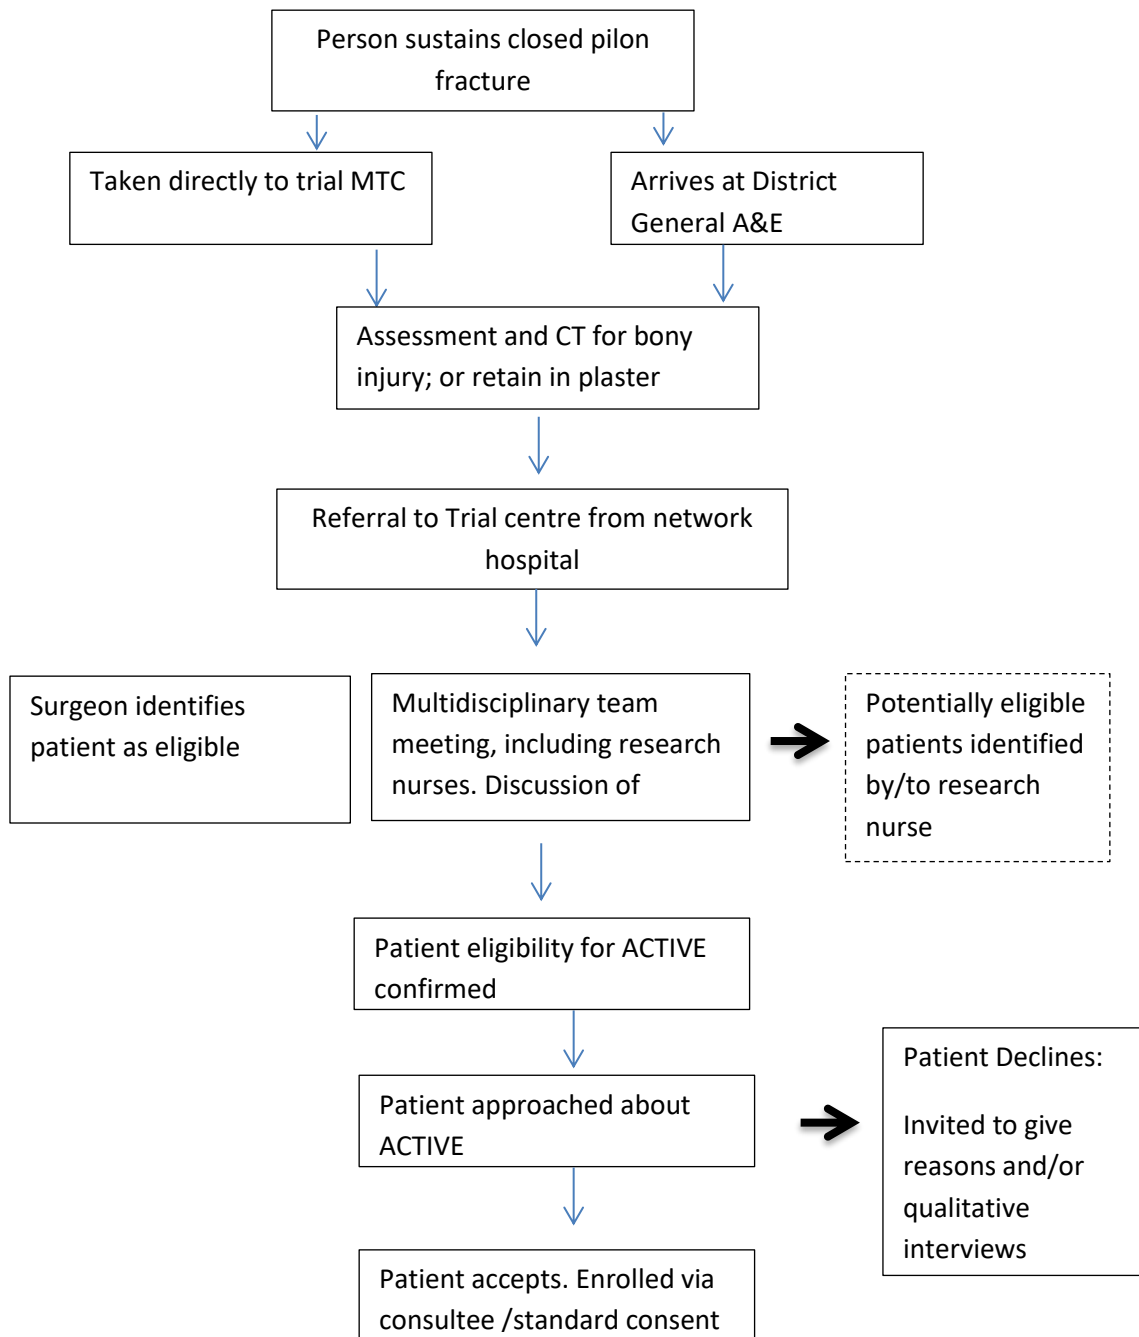 Person sustains closed pilon
fracture
Taken directly to trial MTC
Arrives at District
General A&E
Assessment and CT for bony
injury; or retain in plaster
Referral to Trial centre from network
hospital
Surgeon identifies
patient as eligible
Multidisciplinary team
meeting, including research
nurses. Discussion of
Potentially eligible
patients identified
by/to research
nurse
Patient eligibility for ACTIVE
confirmed
Patient approached about
ACTIVE
Patient Declines:
Invited to give
reasons and/or
qualitative
interviews
Patient accepts. Enrolled via
consultee /standard consent